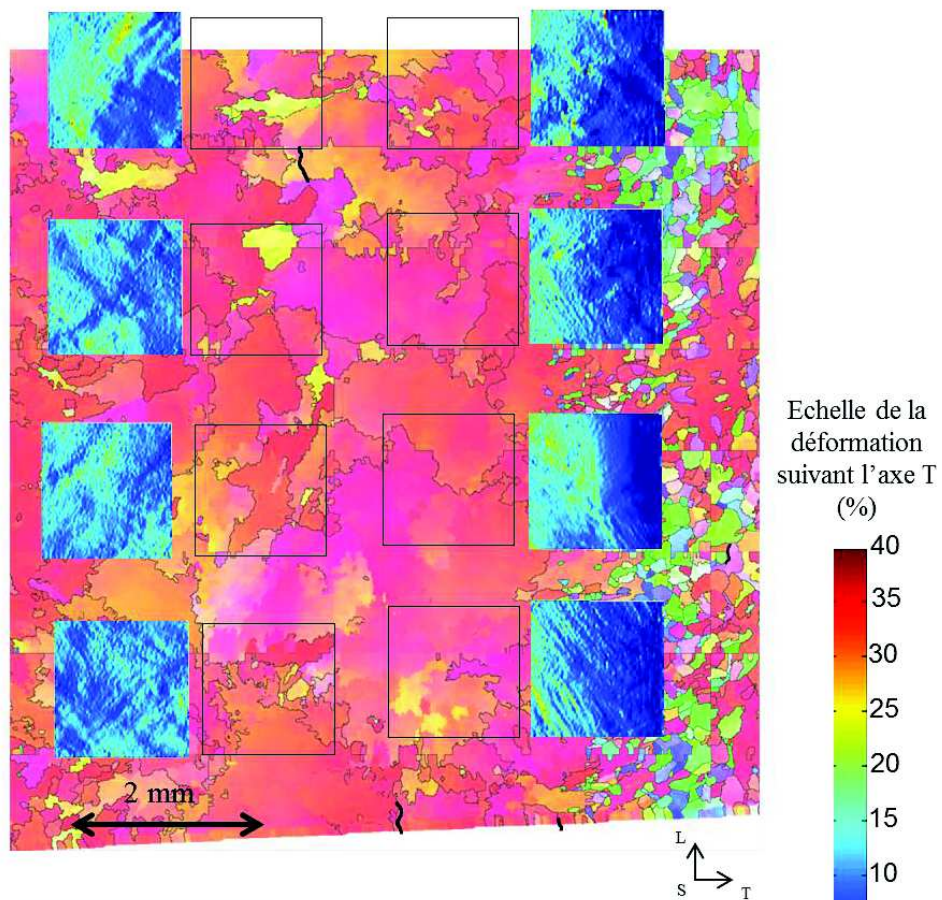 Echelle de la
déformation
suivant l'axe T
(%)
40
35
30
25
20
15
10
2 mm
L
S
T